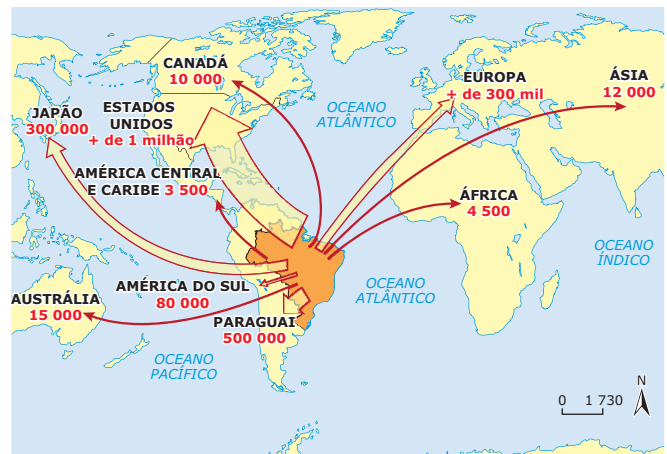 CANADÁ
10 000
EUROPA
+ de 300 mil
ÁSIA
12 000
JAPÃO
300 000
ESTADOS
UNIDOS
+ de 1 milhão
OCEANO
ATLÂNTICO
AMÉRICA CENTRAL
E CARIBE 3 500
ÁFRICA
4 500
OCEANO
ÍNDICO
OCEANO
ATLÂNTICO
AUSTRÁLIA
15 000
AMÉRICA DO SUL
80 000
PARAGUAI
500 000
OCEANO
PACÍFICO
N
0 1 730